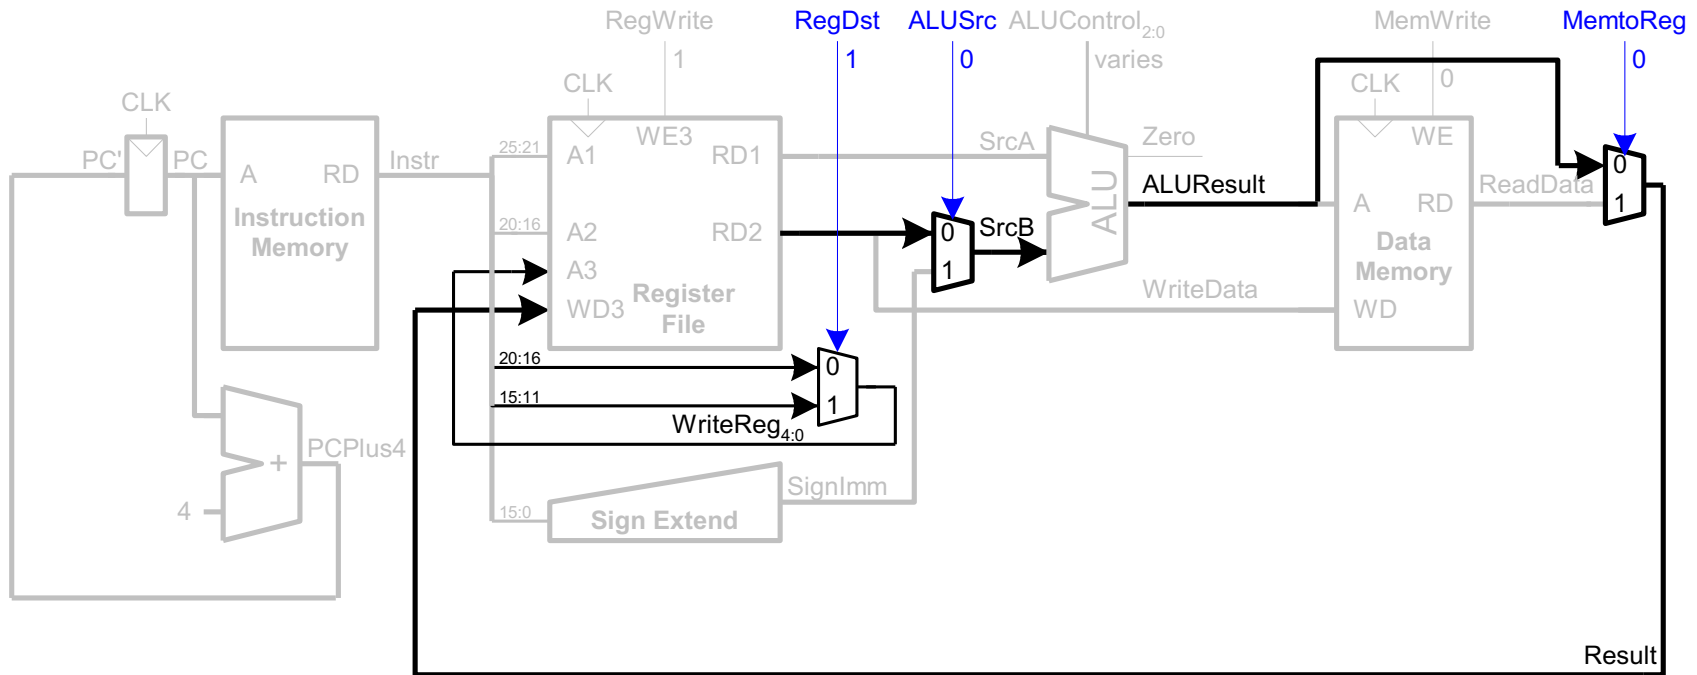 RegWrite RegDst ALUSrc ALUControl2:0 MemWrite MemtoReg
1 1 0 varies 0 0
CLK CLK CLK
PC' PC A RD Instr
Instruction
Memory
25:21 A1 WE3 RD1 SrcA Zero
20:16 A2 RD2 0 SrcB ALU ALUResult
A3 1
WD3 Register
File
WE
A RD ReadData 0
Data 1
Memory
WriteData WD
20:16 0
15:11 1
WriteReg4:0
PCPlus4
+
4
SignImm
15:0 Sign Extend
Result